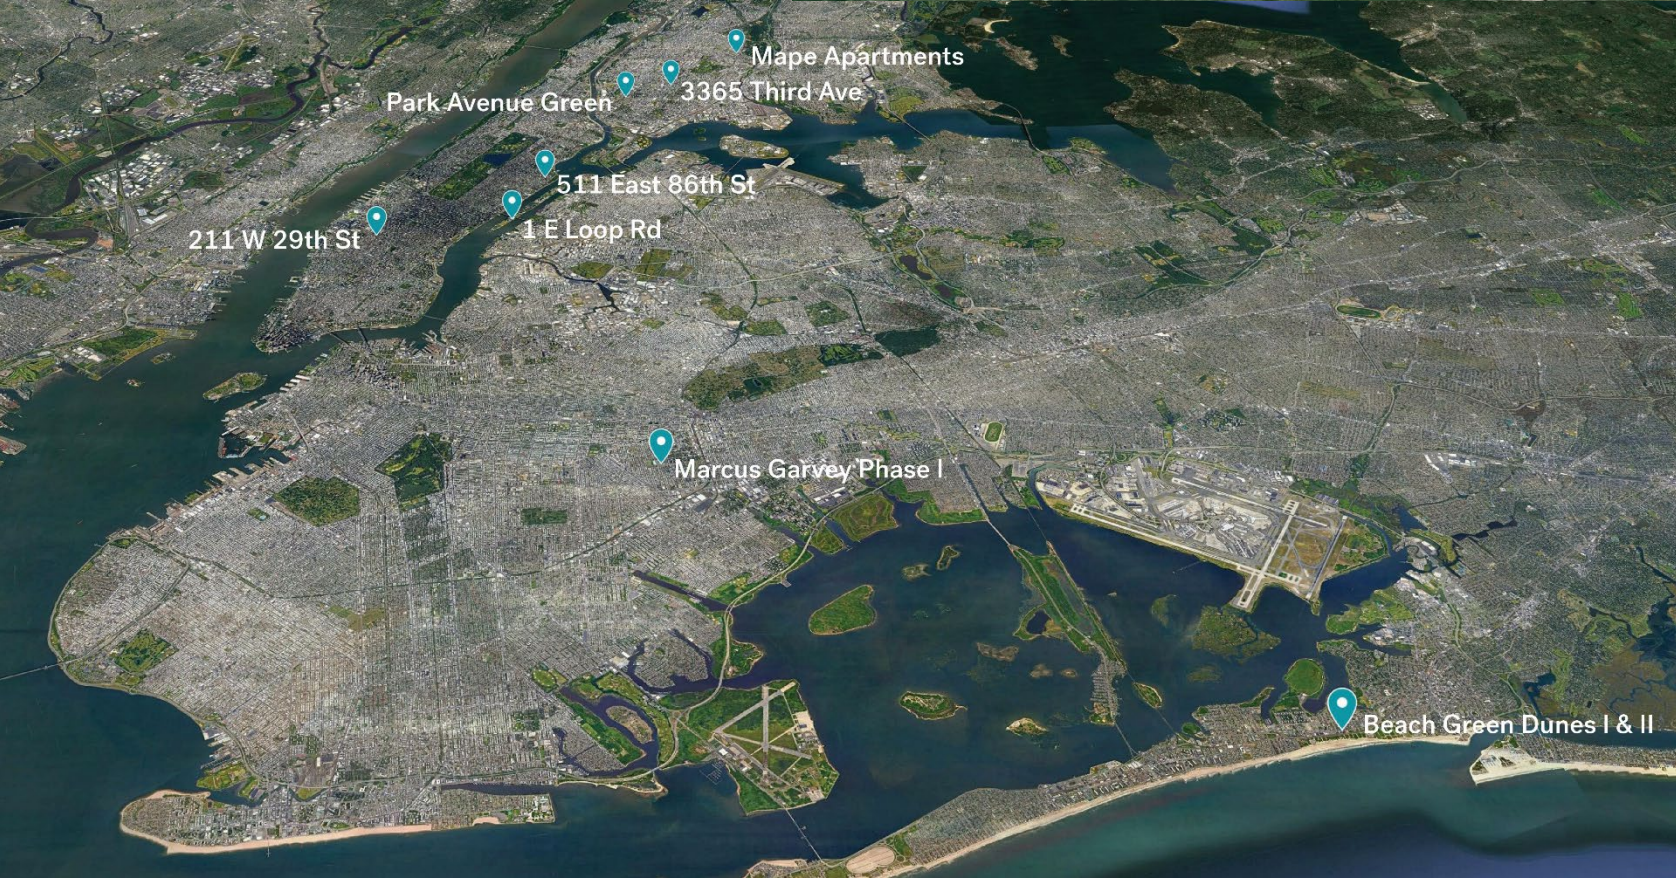 Mape Apartments
3365 Third Ave
Park Avenue Green
511 East 86th St
1 E Loop Rd
211 W 29th St
Marcus Garvey Phase I
Beach Green Dunes I & II